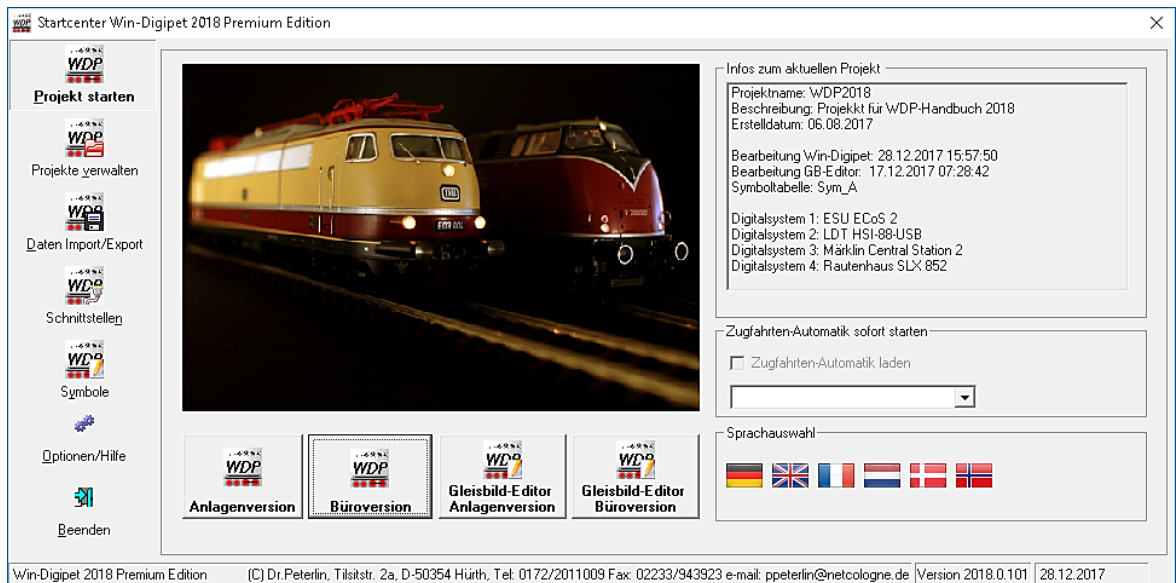 Startcenter Win-Digipet 2018 Premium Edition
WDP
Projekt starten
WDP
Projekte verwalten
WDP
Daten Import/Export
WDP
Schnittstellen
WDP
Symbole
Optionen/Hilfe
Beenden
E03 001
WDP
Anlagenversion
WDP
Büroversion
WDP
Gleisbild-Editor
Anlagenversion
WDP
Gleisbild-Editor
Büroversion
Infos zum aktuellen Projekt
Projektname: WDP2018
Beschreibung: Projekkt für WDP-Handbuch 2018
Erstelldatum: 06.08.2017
Bearbeitung Win-Digipet: 28.12.2017 15:57:50
Bearbeitung GB-Editor: 17.12.2017 07:28:42
Symboltabelle: Sym_A
Digitalsystem 1: ESU ECoS 2
Digitalsystem 2: LDT HSI-88-USB
Digitalsystem 3: Märklin Central Station 2
Digitalsystem 4: Rautenhaus SLX 852
Zugfahrten-Automatik sofort starten
Zugfahrten-Automatik laden
Sprachauswahl
Win-Digipet 2018 Premium Edition (C) Dr.Peterlin, Tilsitstr. 2a, D-50354 Hürth, Tel: 0172/2011009 Fax: 02233/943923 e-mail: ppeterlin@netcologne.de Version 2018.0.101 28.12.2017